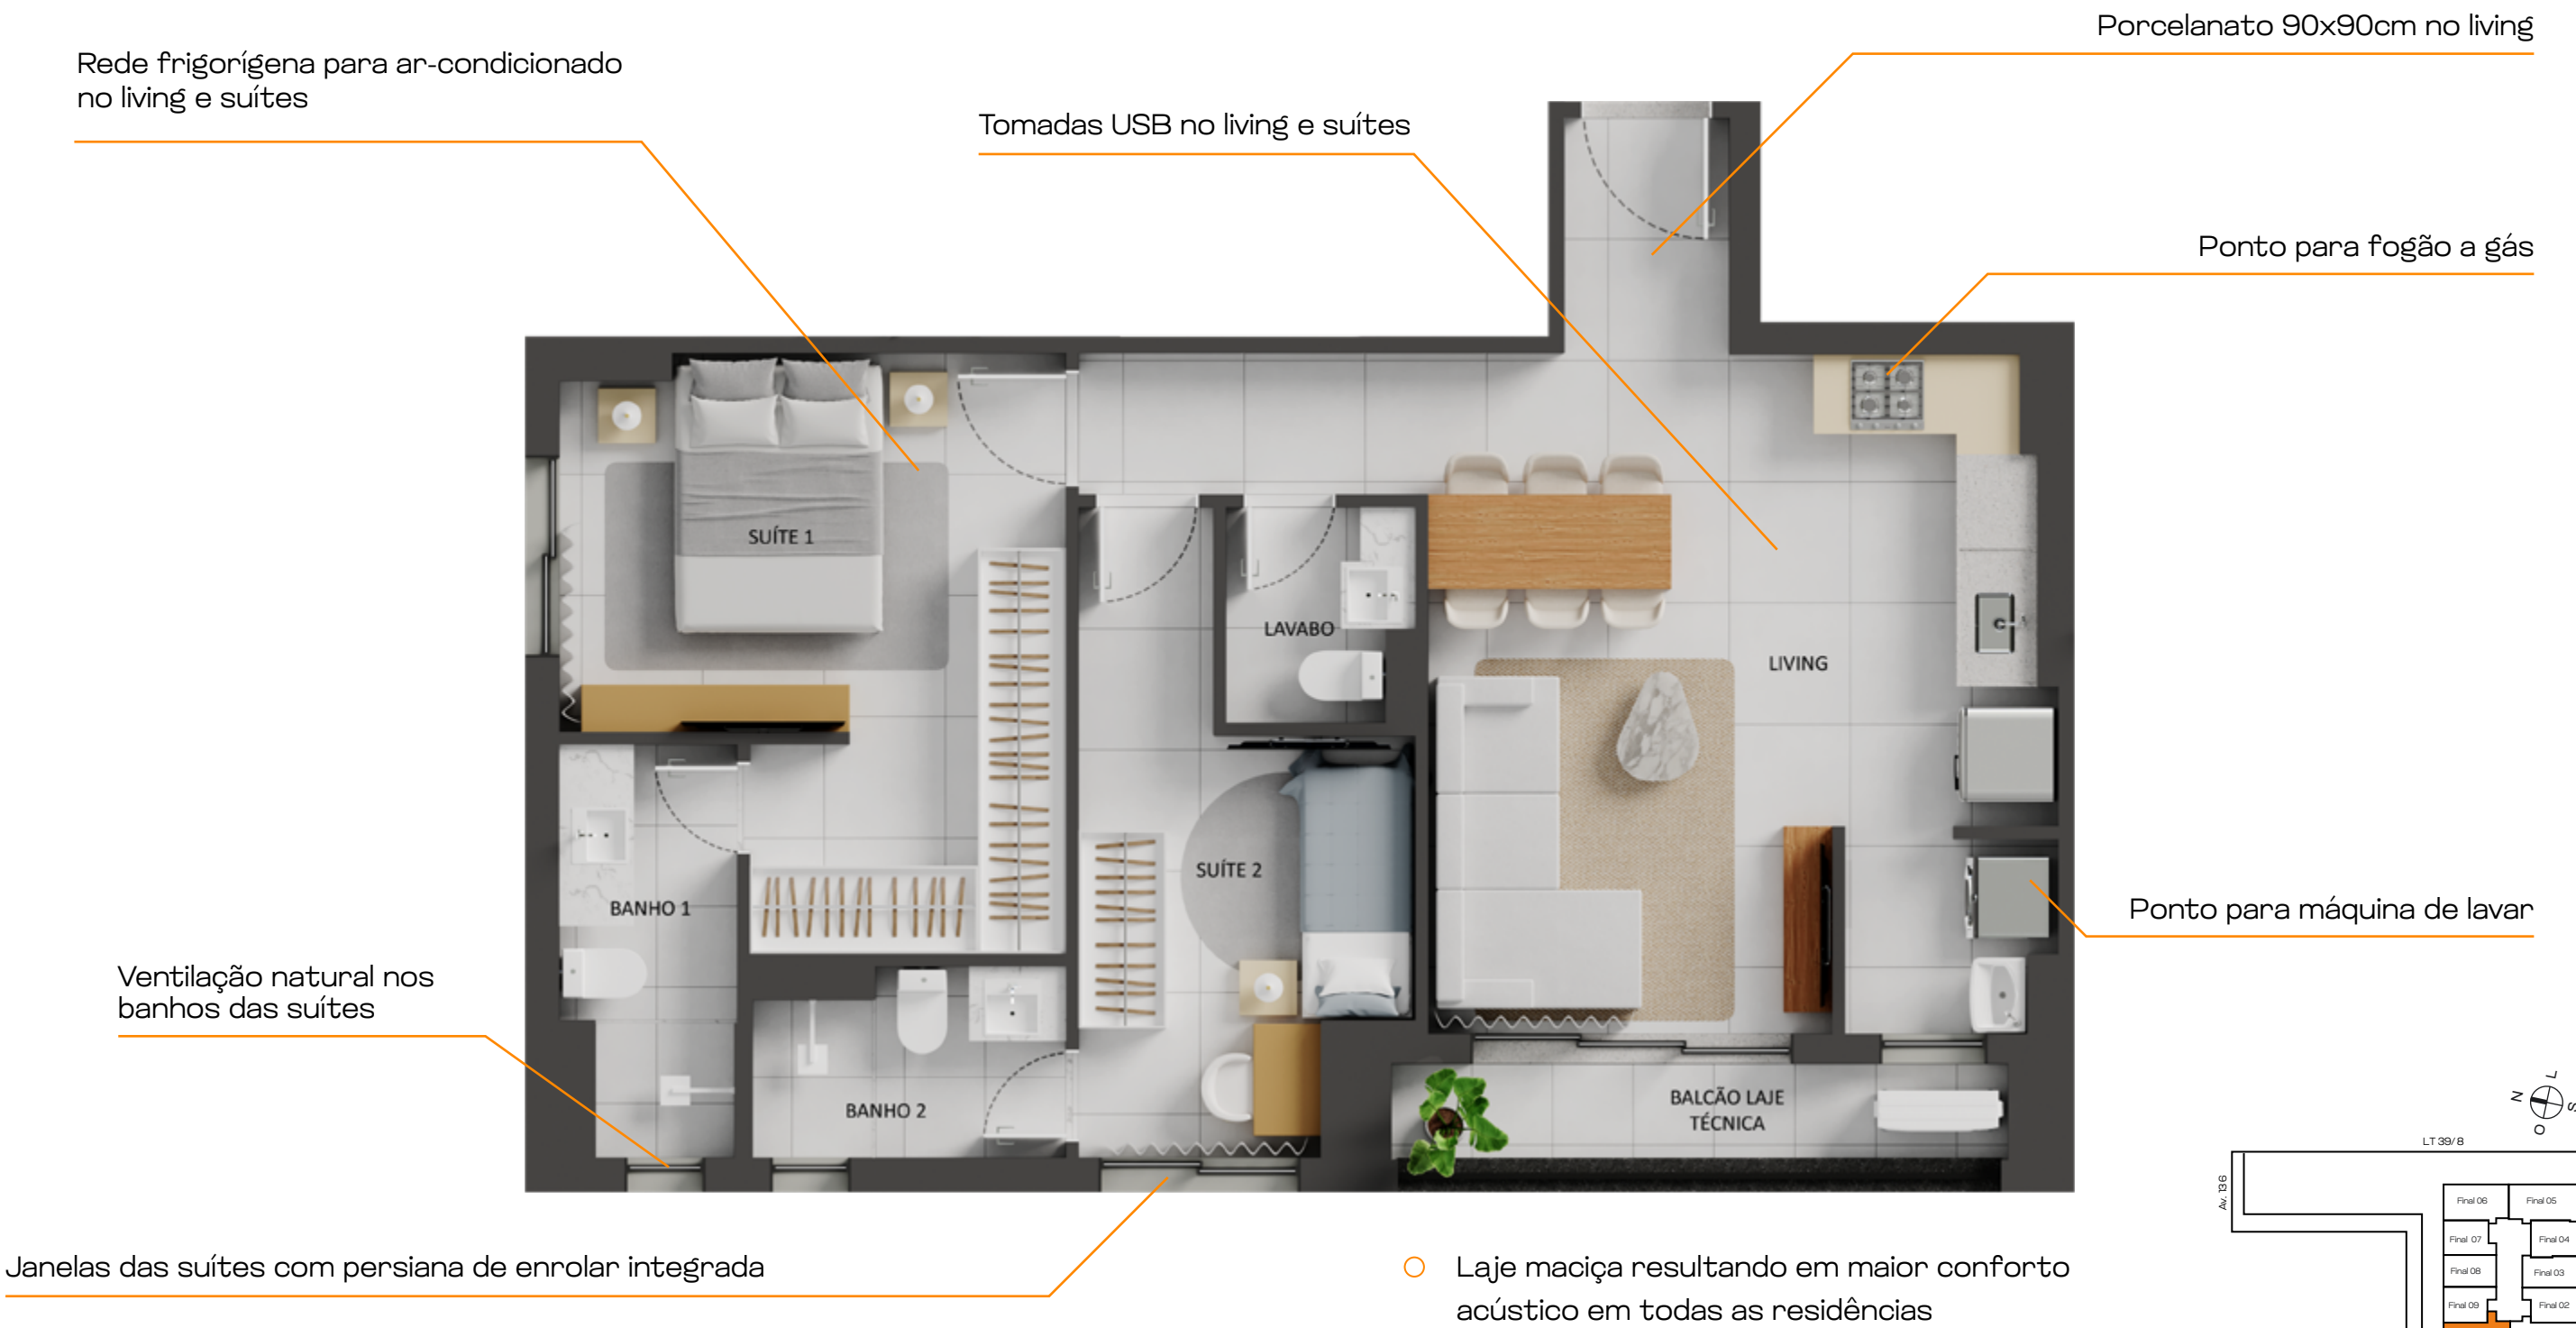 Porcelanato 90x90cm no living
Rede frigorígena para ar-condicionado
no living e suítes
Tomadas USB no living e suítes
Ponto para fogão a gás
SUÍTE 1
LAVABO
LIVING
SUÍTE 2
BANHO 1
Ponto para máquina de lavar
Ventilação natural nos
banhos das suítes
BANHO 2
BALCÃO LAJE
TÉCNICA
N
L
S
O
LT 39/8
Av. 136
Final 06
Final 05
Final 07
Final 04
Final 08
Final 03
Final 09
Final 02
Janelas das suítes com persiana de enrolar integrada
Laje maciça resultando em maior conforto
acústico em todas as residências